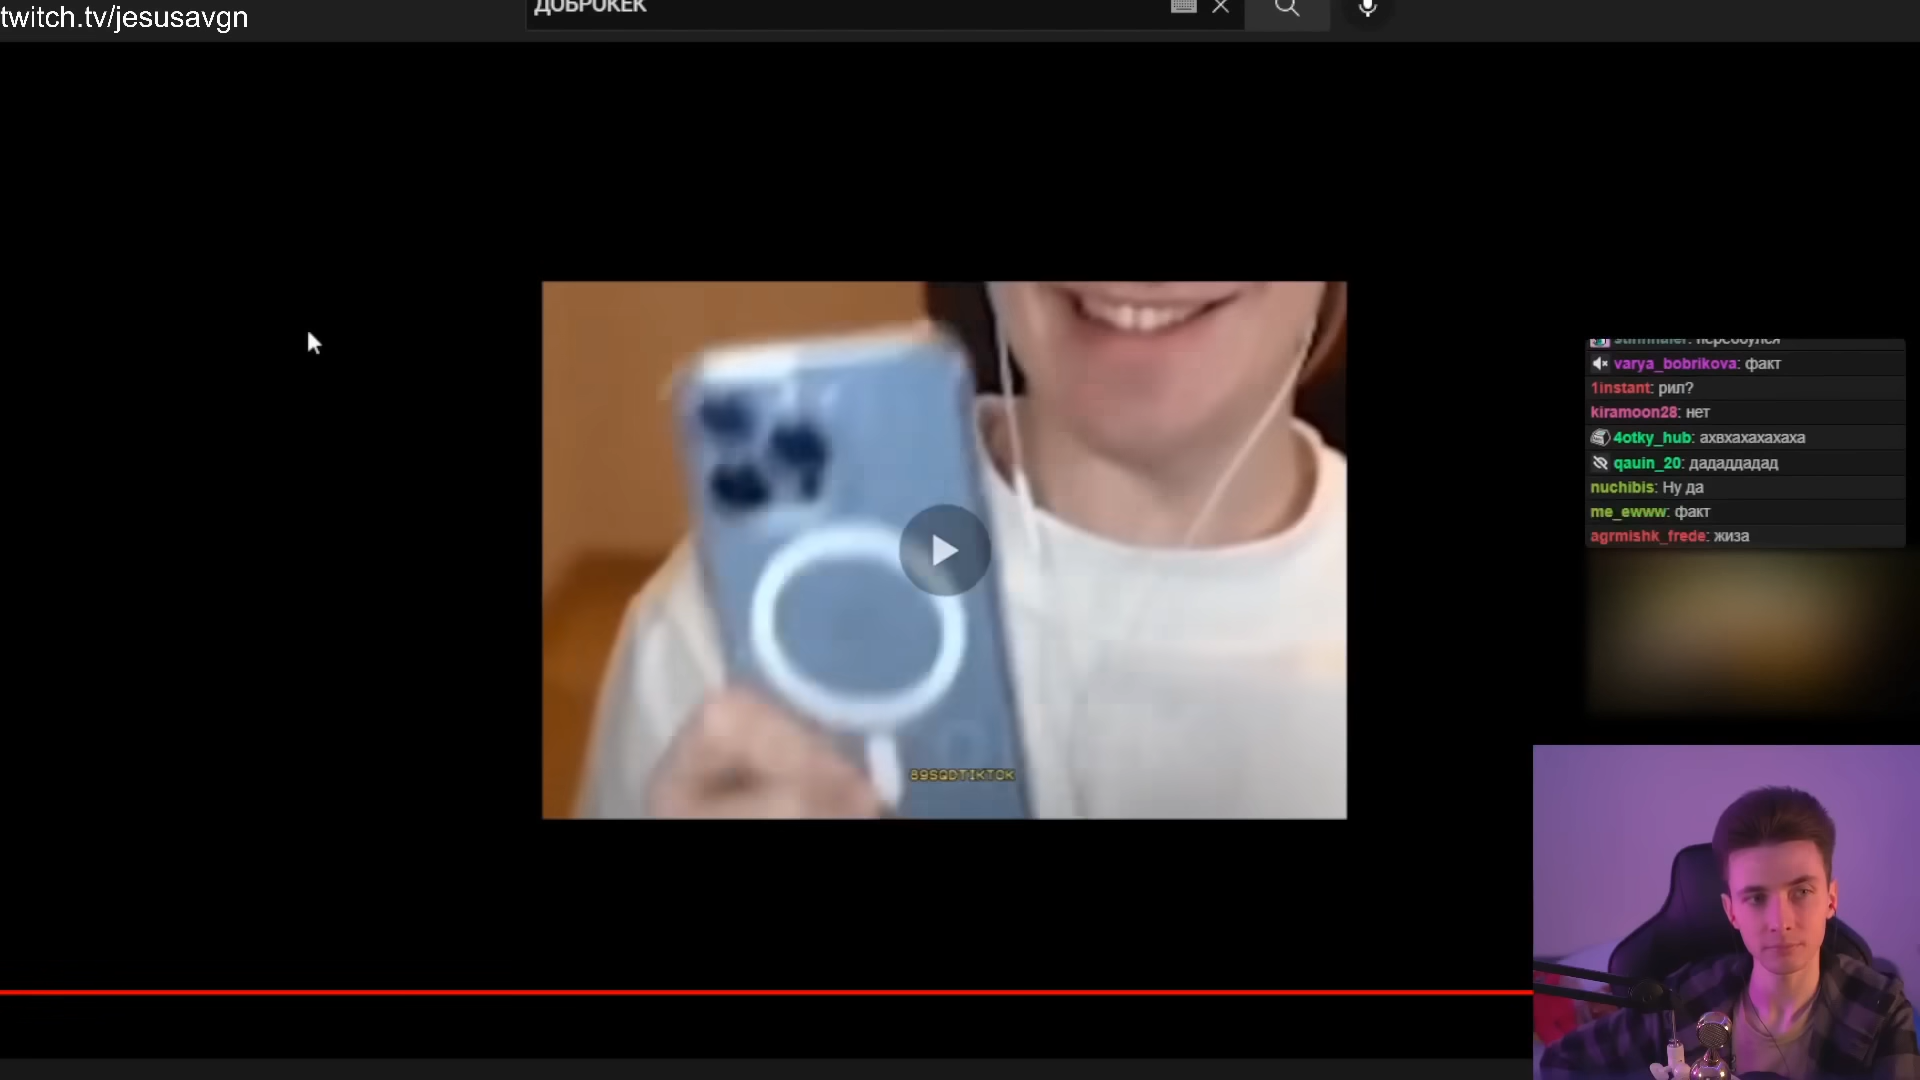 twitch.tv/jesusavgn
ДОБРОКЕК
varya_bobrikova: факт
1instant: рил?
kiramoon28: нет
4otky_hub: ахвхахахахаха
qauin_20: дададдадад
nuchibis: Ну да
me_ewww: факт
agrmishk_frede: жиза
89SQDTIKTOK